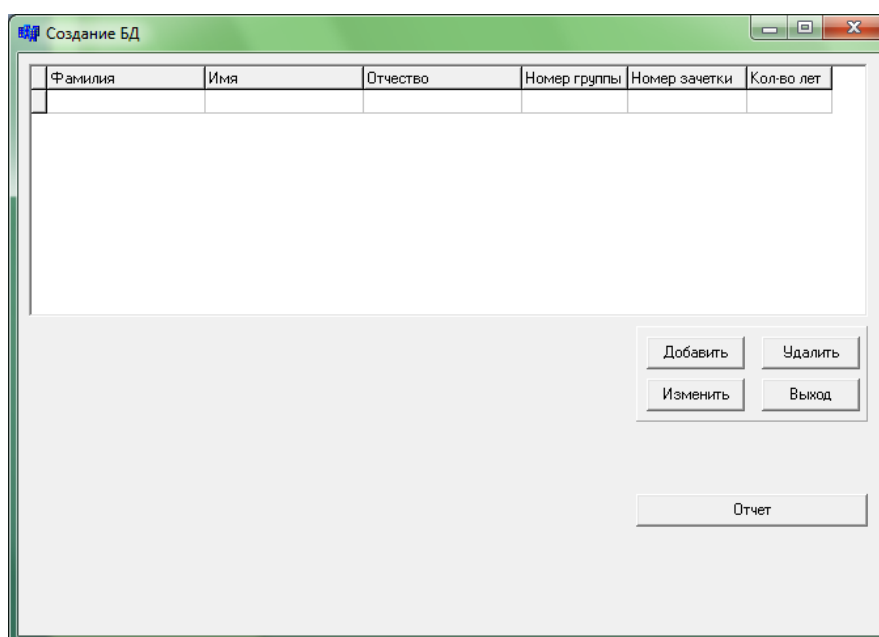 Создание БД
Фамилия Имя Отчество Номер группы Номер зачетки Кол-во лет
Добавить Удалить
Изменить Выход
Отчет